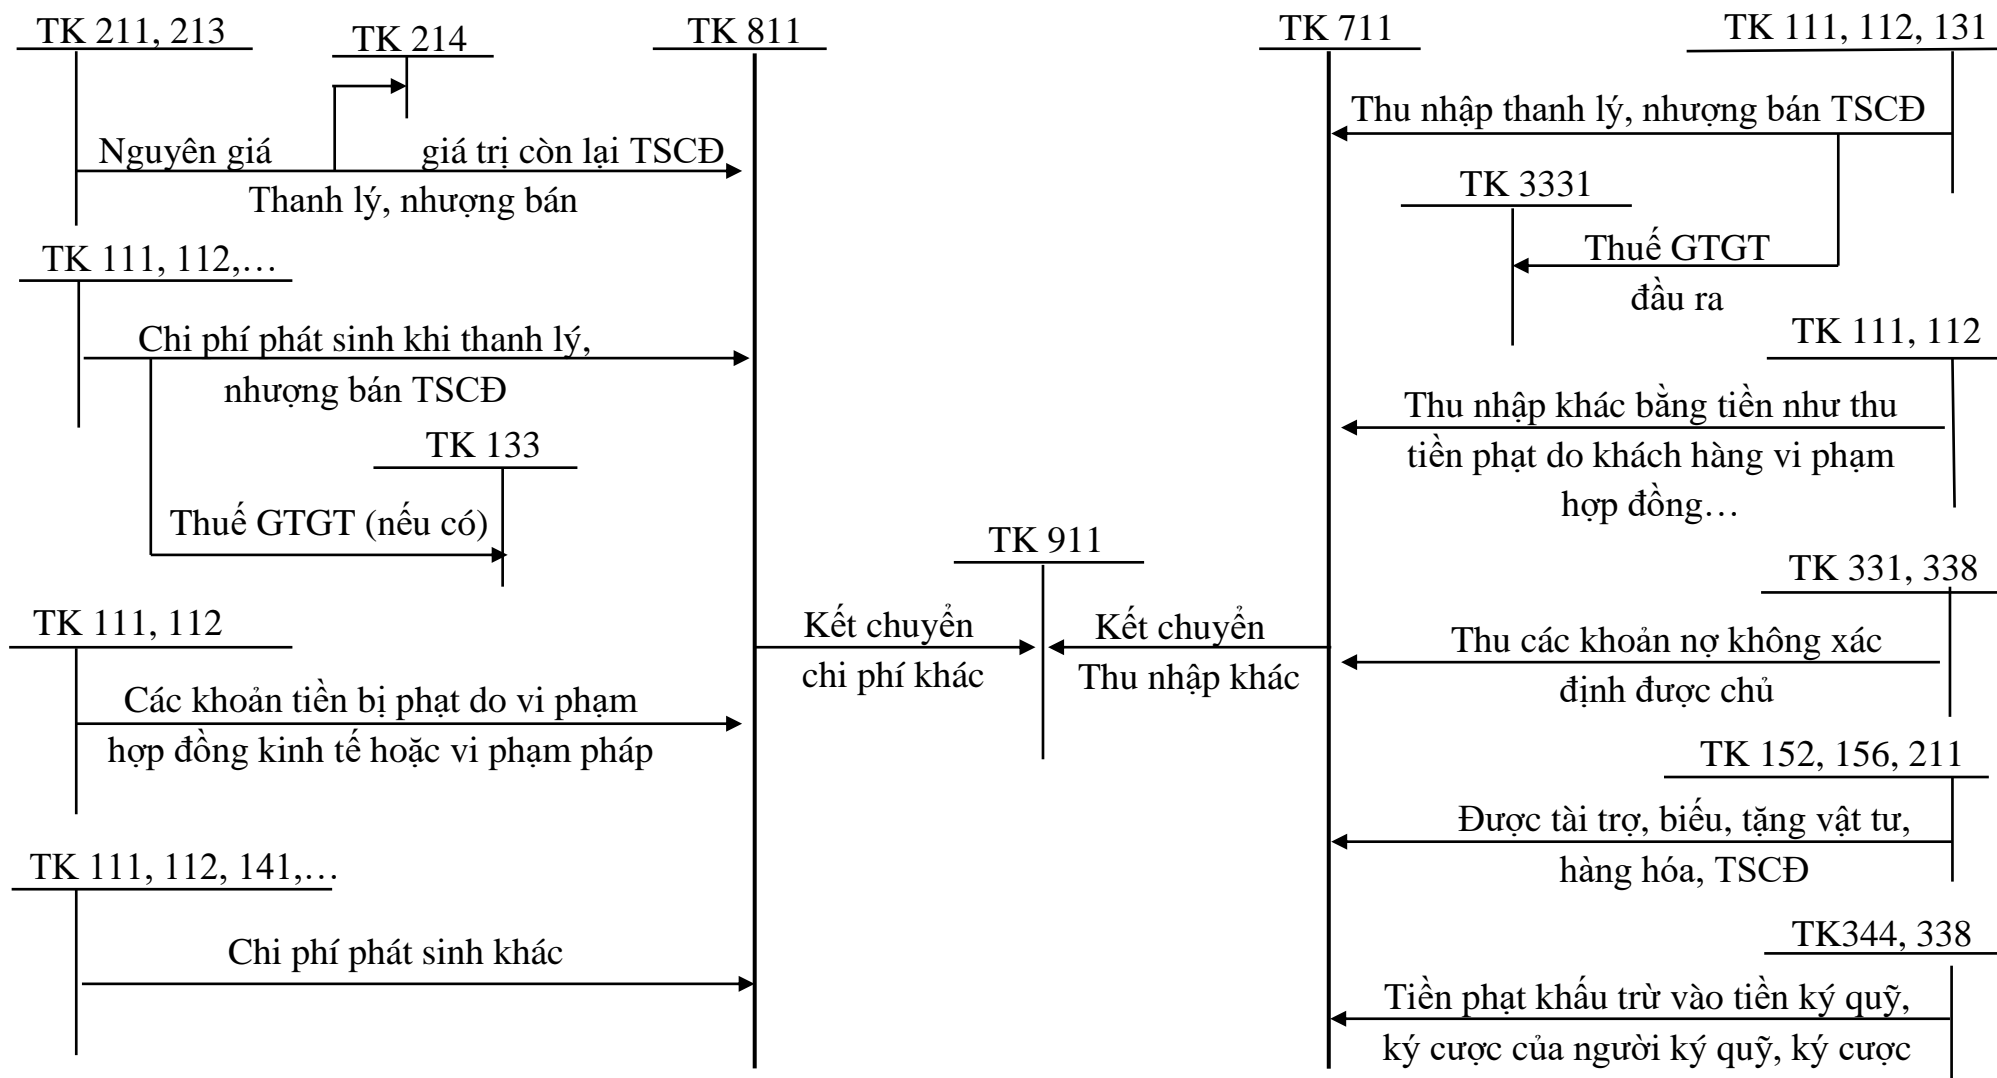 TK 211, 213
TK 214
TK 811
Nguyên giá
giá trị còn lại TSCĐ
Thanh lý, nhượng bán
TK 111, 112,…
Chi phí phát sinh khi thanh lý,
nhượng bán TSCĐ
TK 133
Thuế GTGT (nếu có)
TK 111, 112
Các khoản tiền bị phạt do vi phạm
hợp đồng kinh tế hoặc vi phạm pháp
TK 111, 112, 141,…
Chi phí phát sinh khác
TK 911
Kết chuyển
chi phí khác
Kết chuyển
Thu nhập khác
TK 711
TK 111, 112, 131
Thu nhập thanh lý, nhượng bán TSCĐ
TK 3331
Thuế GTGT
đầu ra
TK 111, 112
Thu nhập khác bằng tiền như thu
tiền phạt do khách hàng vi phạm
hợp đồng…
TK 331, 338
Thu các khoản nợ không xác
định được chủ
TK 152, 156, 211
Được tài trợ, biếu, tặng vật tư,
hàng hóa, TSCĐ
TK344, 338
Tiền phạt khấu trừ vào tiền ký quỹ,
ký cược của người ký quỹ, ký cược